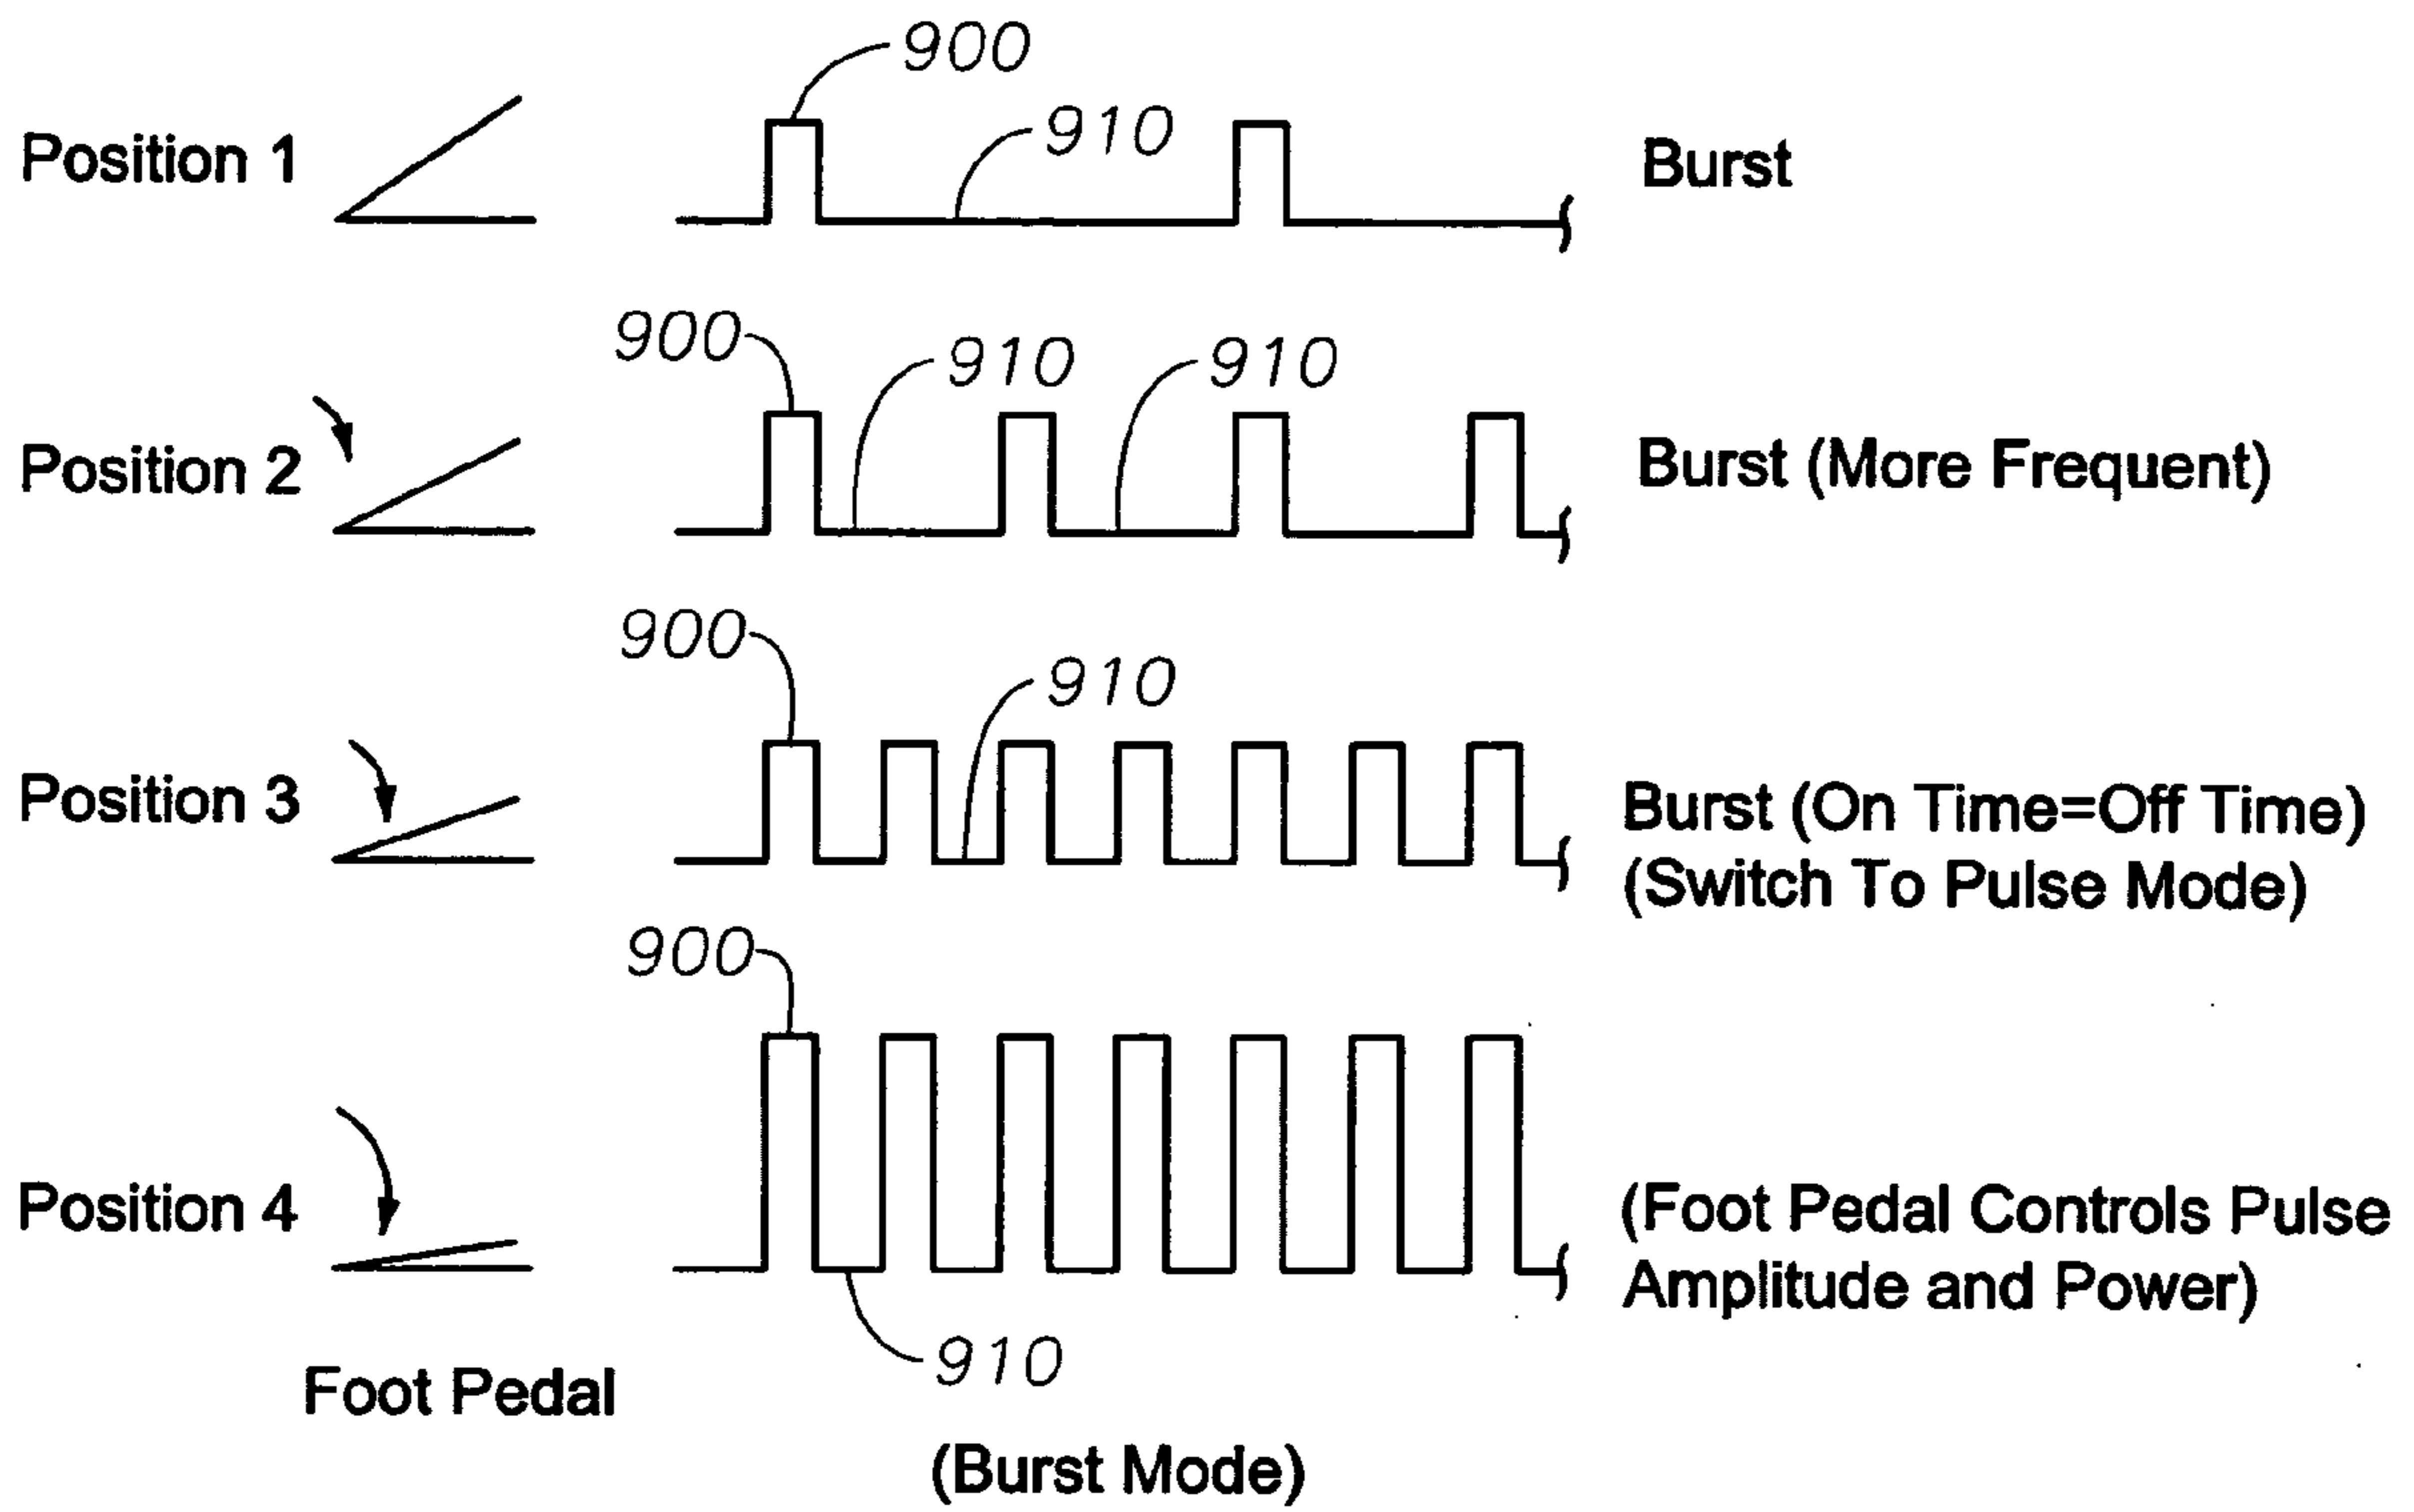 900
910
Position 1
Burst
900
910
910
Position 2
Burst (More Frequent)
900
910
Position 3
Burst (On Time=Off Time)
(Switch To Pulse Mode)
900
Position 4
(Foot Pedal Controls Pulse
Amplitude and Power)
910
Foot Pedal
(Burst Mode)